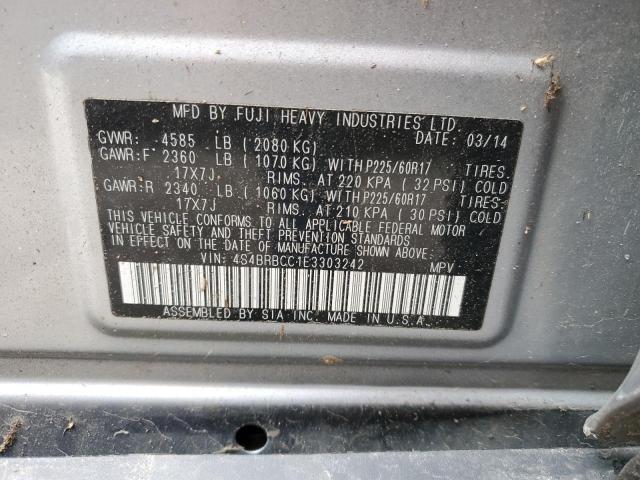 MFD BY FUJI HEAVY INDUSTRIES LTD.
GVWR: 4585 LB ( 2080 KG) DATE: 03/14
GAWR:F 2360 LB ( 1070 KG) WITH P225/60R17 TIRES.
17X7J RIMS. AT 220 KPA ( 32 PSI) COLD
GAWR:R 2340 LB ( 1060 KG) WITH P225/60R17 TIRES.
17X7J RIMS. AT 210 KPA ( 30 PSI) COLD
THIS VEHICLE CONFORMS TO ALL APPLICABLE FEDERAL MOTOR
VEHICLE SAFETY AND THEFT PREVENTION STANDARDS
IN EFFECT ON THE DATE OF MANUFACTURE SHOWN ABOVE.
VIN: 4S4BRBCC1E3303242 MPV
ASSEMBLED BY SIA INC. MADE IN U.S.A.